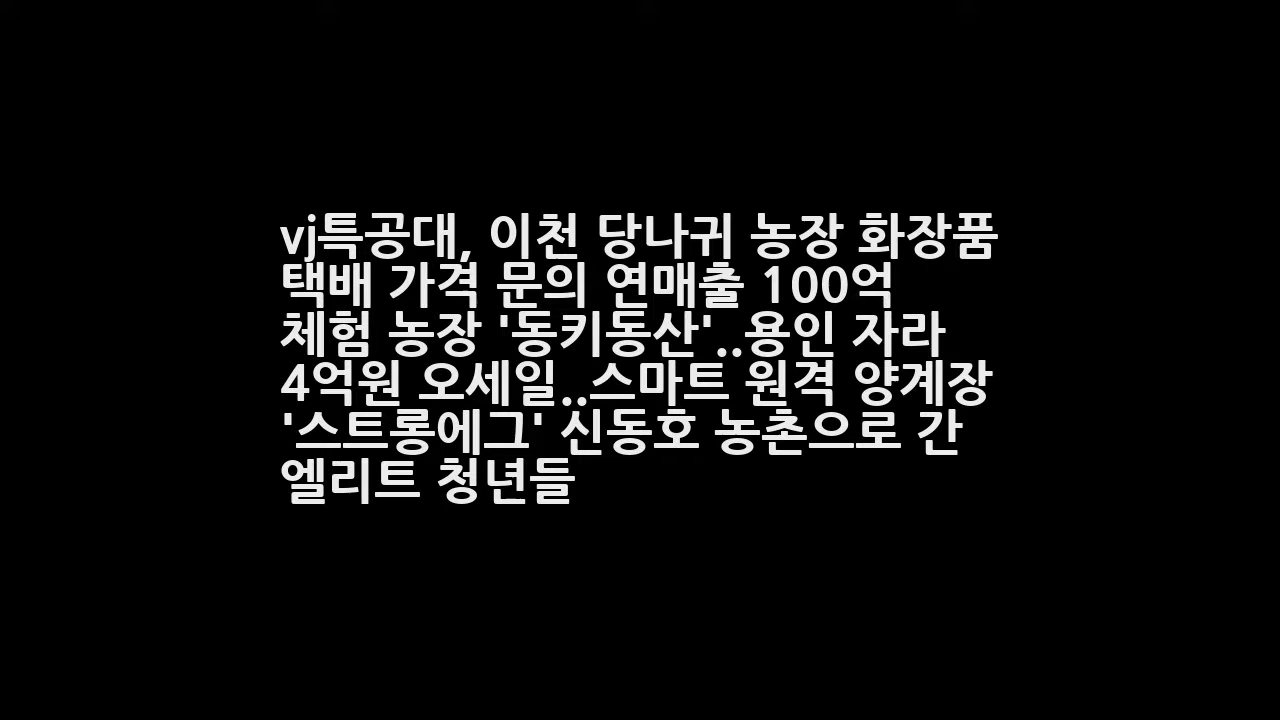 vj특공대, 이천 당나귀 농장 화장품
택배 가격 문의 연매출 100억
체험 농장 '동키동산'..용인 자라
4억원 오세일..스마트 원격 양계장
'스트롱에그' 신동호 농촌으로 간
엘리트 청년들